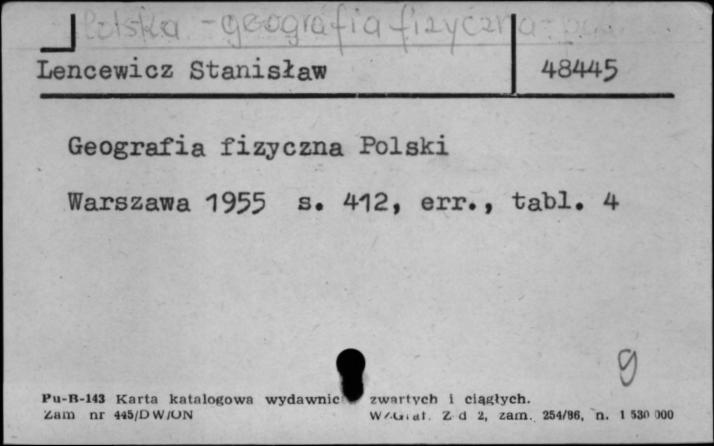 Polska - geografia fizyczna -
Lencewicz Stanisław 48445
Geografia fizyczna Polski
Warszawa 1955 s. 412, err., tabl. 4
g
Pu-B-143 Karta katalogowa wydawnic zwartych i ciągłych.
Zam nr 445/DW/ON Z d 2, zam. 254/86, n. 1 530 000